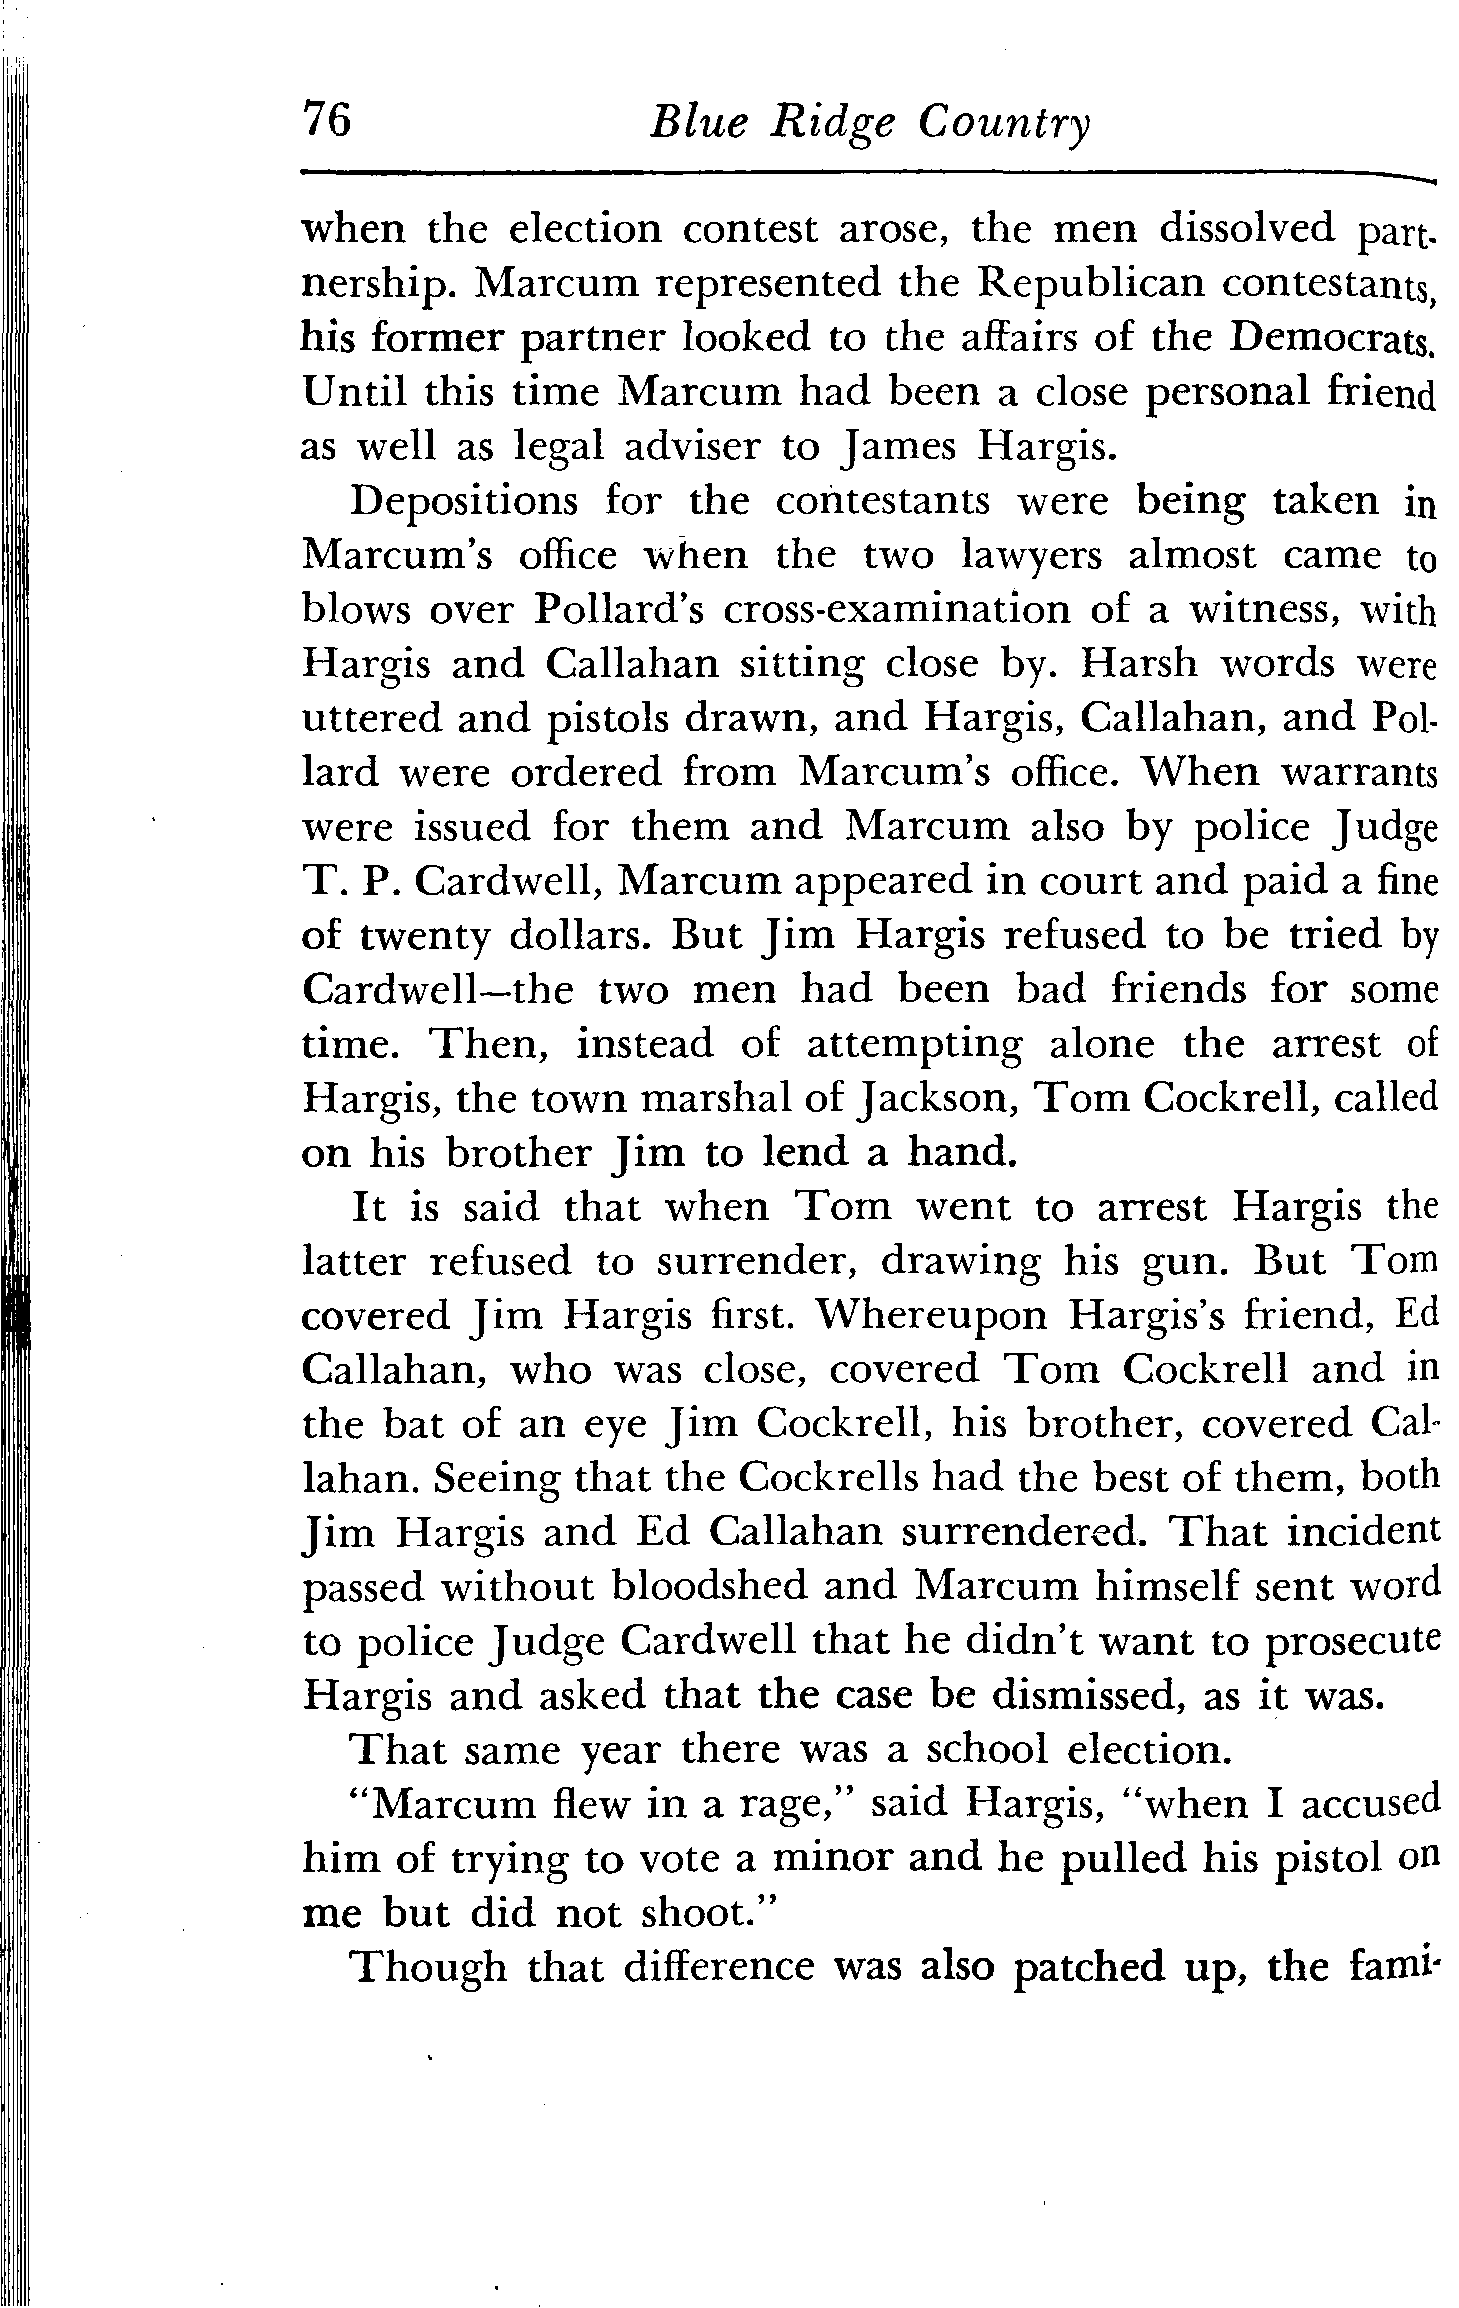 76 Blue Ridge Country
when the election contest arose, the men dissolved part-
nership. Marcum represented the Republican contestants,
his former partner looked to the affairs of the Democrats.
Until this time Marcum had been a close personal friend
as well as legal adviser to James Hargis.
Depositions for the contestants were being taken in
Marcum's office when the two lawyers almost came to
blows over Pollard's cross-examination of a witness, with
Hargis and Callahan sitting close by. Harsh words were
uttered and pistols drawn, and Hargis, Callahan, and Pol-
lard were ordered from Marcum's office. When warrants
were issued for them and Marcum also by police Judge
T. P. Cardwell, Marcum appeared in court and paid a fine
of twenty dollars. But Jim Hargis refused to be tried by
Cardwell—the two men had been bad friends for some
time. Then, instead of attempting alone the arrest of
Hargis, the town marshal of Jackson, Tom Cockrell, called
on his brother Jim to lend a hand.
It is said that when Tom went to arrest Hargis the
latter refused to surrender, drawing his gun. But Tom
covered Jim Hargis first. Whereupon Hargis's friend, Ed
Callahan, who was close, covered Tom Cockrell and in
the bat of an eye Jim Cockrell, his brother, covered Cal-
lahan. Seeing that the Cockrells had the best of them, both
Jim Hargis and Ed Callahan surrendered. That incident
passed without bloodshed and Marcum himself sent word
to police Judge Cardwell that he didn't want to prosecute
Hargis and asked that the case be dismissed, as it was.
That same year there was a school election.
"Marcum flew in a rage," said Hargis, "when I accused
him of trying to vote a minor and he pulled his pistol on
me but did not shoot."
Though that difference was also patched up, the fami-